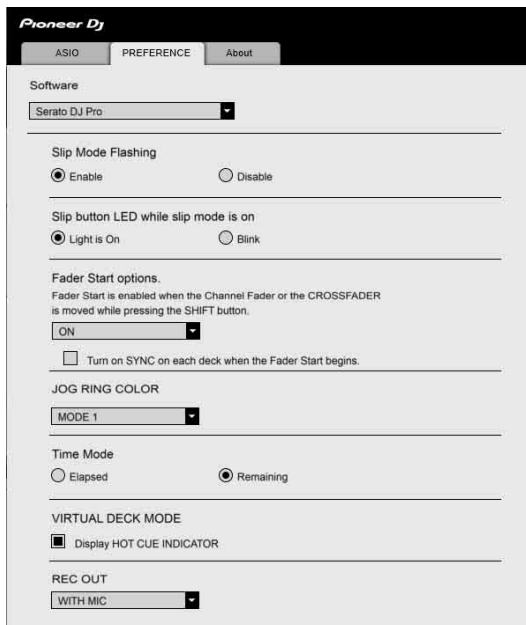 Pioneer Dj
ASIO PREFERENCE About
Software
Serato DJ Pro
Slip Mode Flashing
Enable Disable
Slip button LED while slip mode is on
Light is On Blink
Fader Start options.
Fader Start is enabled when the Channel Fader or the CROSSFADER
is moved while pressing the SHIFT button.
ON
Turn on SYNC on each deck when the Fader Start begins.
JOG RING COLOR
MODE 1
Time Mode
Elapsed Remaining
VIRTUAL DECK MODE
Display HOT CUE INDICATOR
REC OUT
WITH MIC